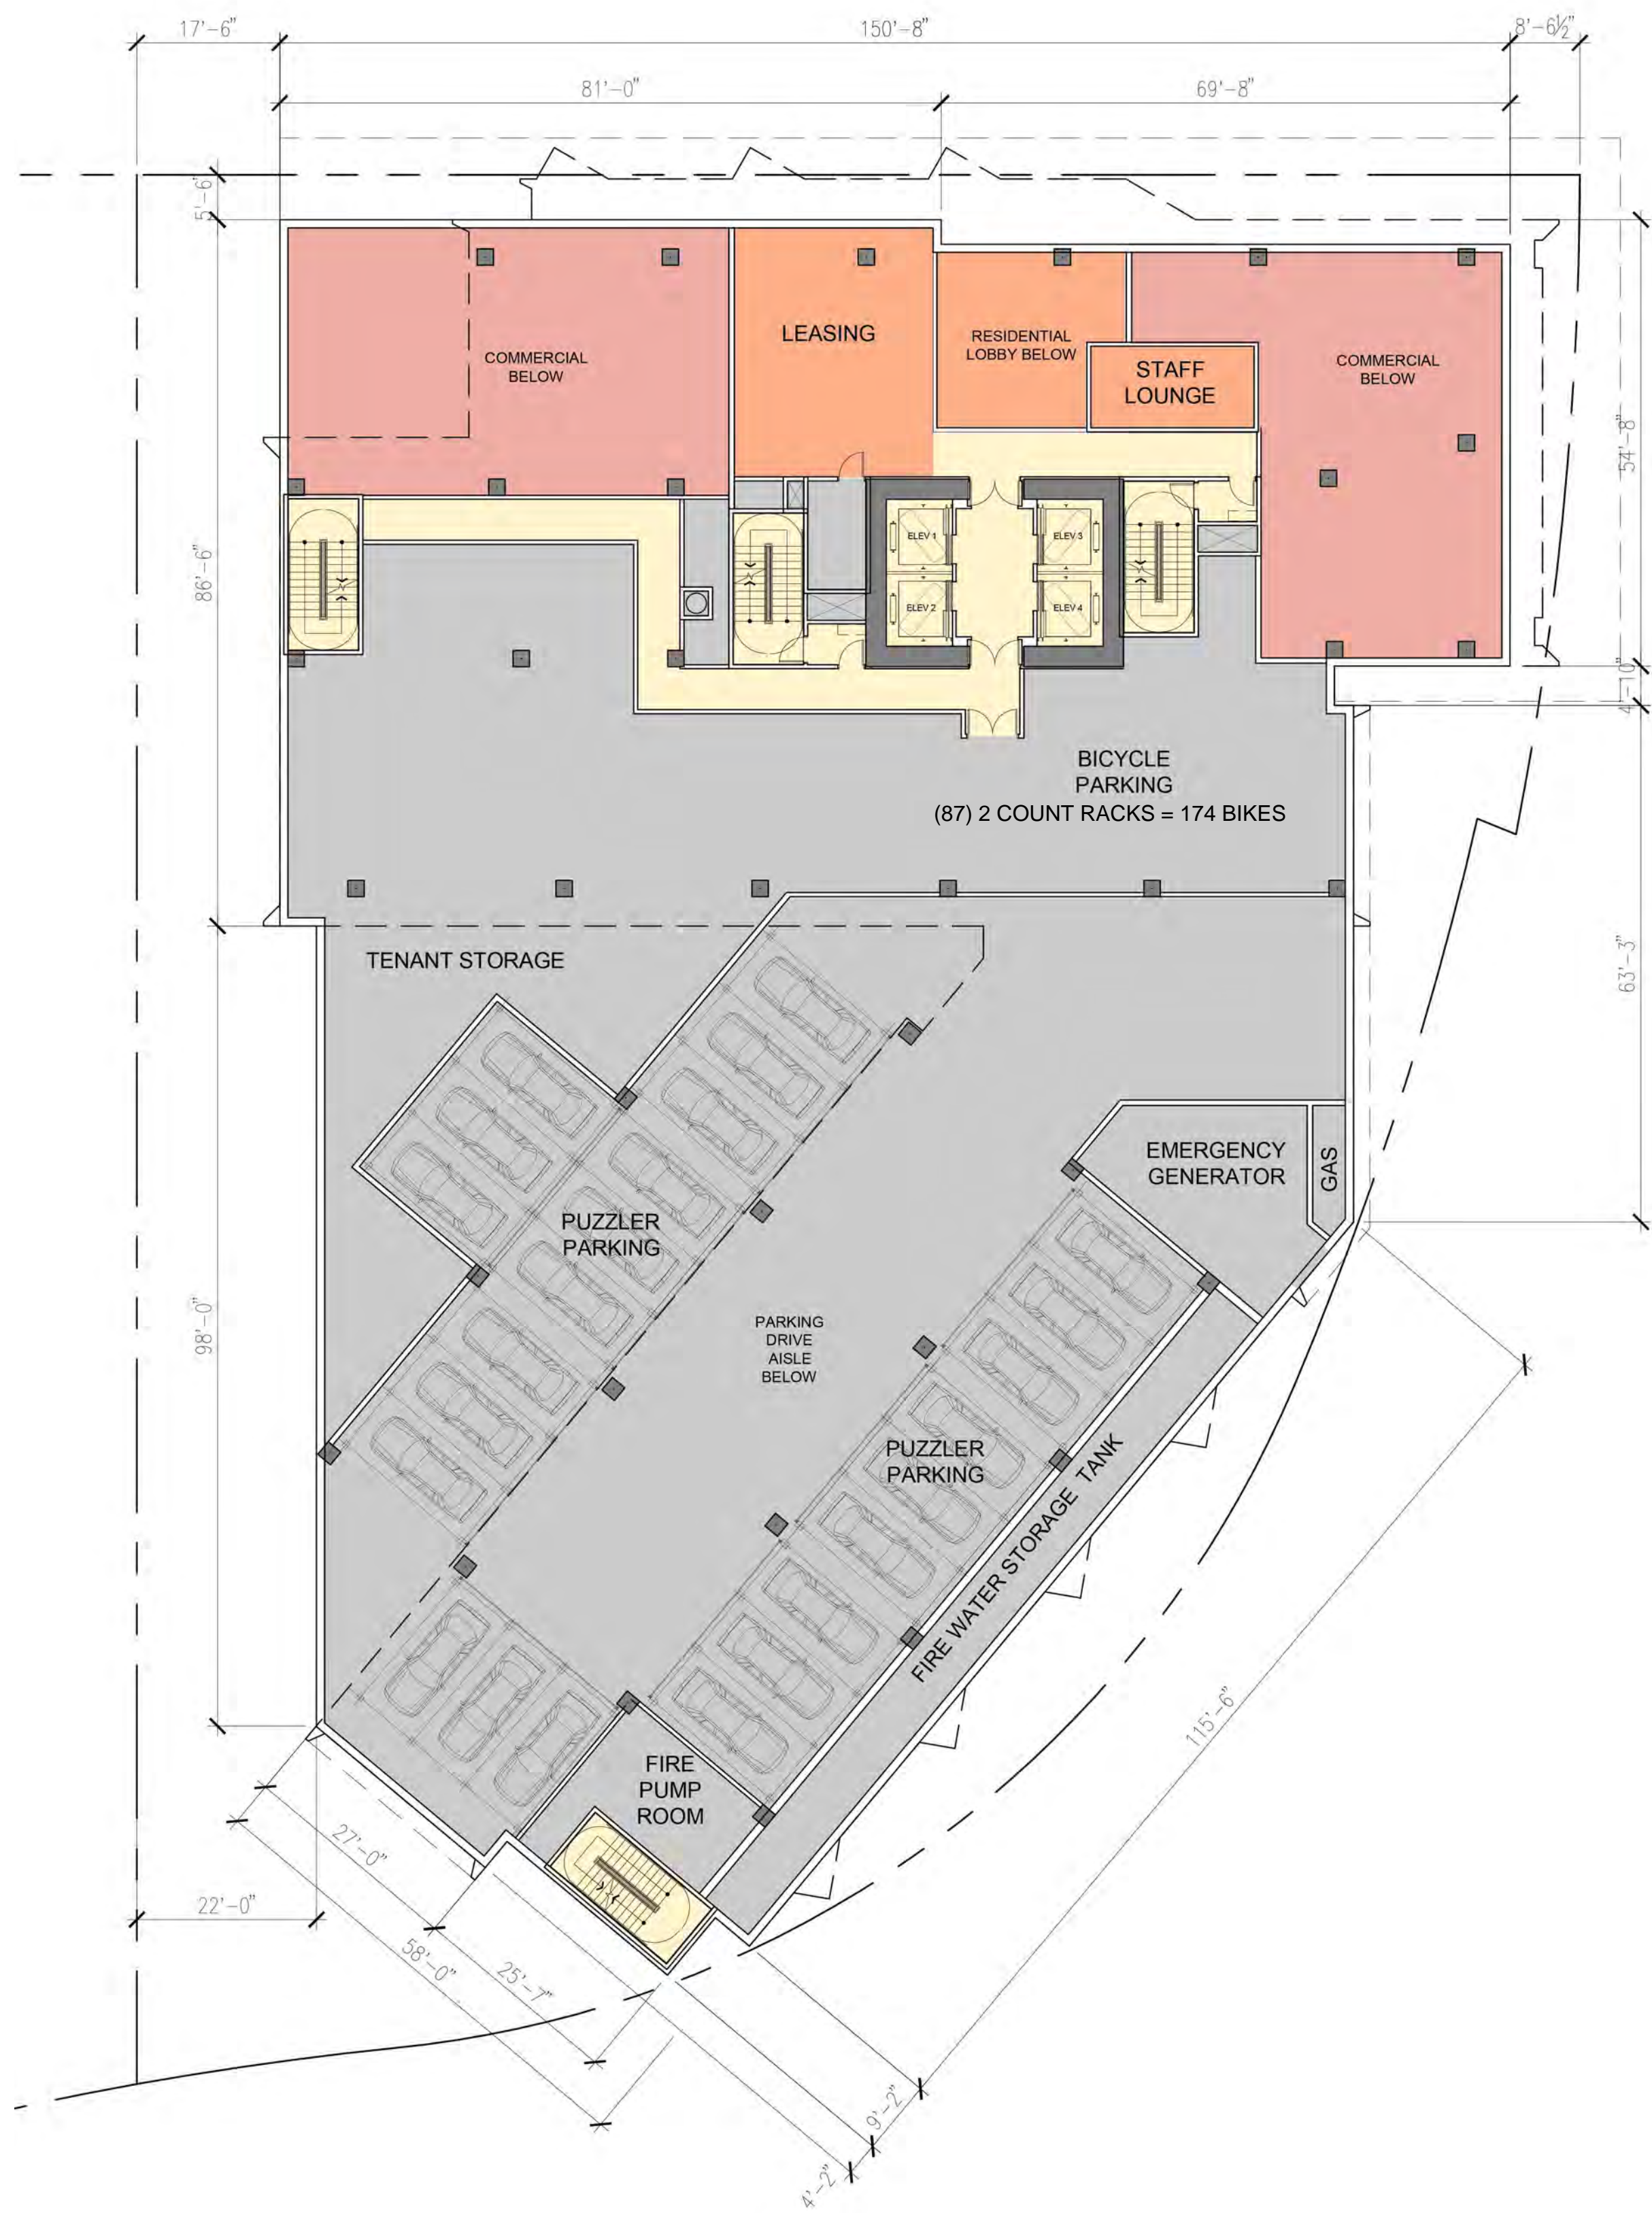 17'-6"
150'-8"
8'-6½"
81'-0"
69'-8"
5'-6"
COMMERCIAL
BELOW
LEASING
RESIDENTIAL
LOBBY BELOW
STAFF
LOUNGE
COMMERCIAL
BELOW
54'-8"
ELEV 1
ELEV 3
ELEV 2
ELEV 4
86'-6"
4'-10"
BICYCLE
PARKING
(87) 2 COUNT RACKS = 174 BIKES
TENANT STORAGE
63'-3"
EMERGENCY
GENERATOR
GAS
PUZZLER
PARKING
98'-0"
PARKING
DRIVE
AISLE
BELOW
PUZZLER
PARKING
FIRE WATER STORAGE TANK
115'-6"
FIRE
PUMP
ROOM
27'-0"
22'-0"
58'-0"
25'-7"
9'-2"
4'-2"